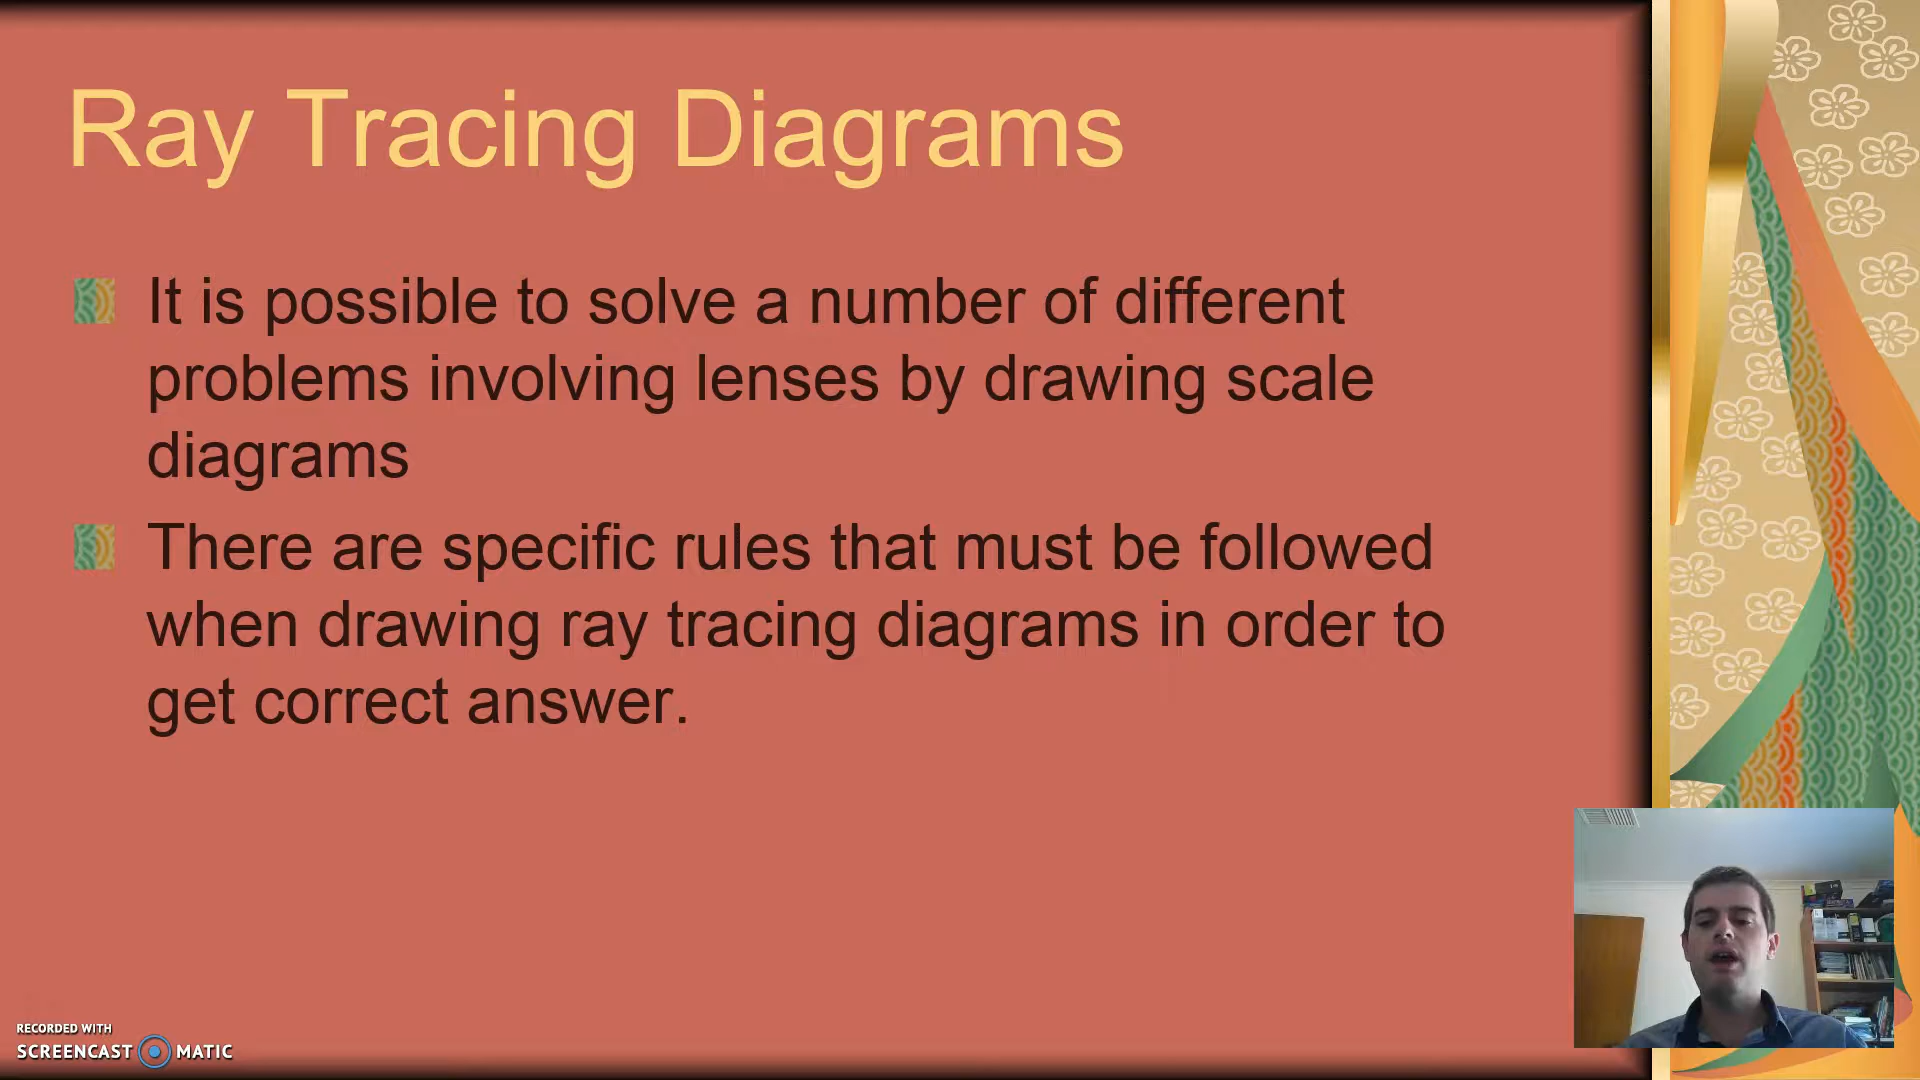 Ray Tracing Diagrams
It is possible to solve a number of different
problems involving lenses by drawing scale
diagrams
There are specific rules that must be followed
when drawing ray tracing diagrams in order to
get correct answer.
RECORDED WITH
SCREENCAST MATIC